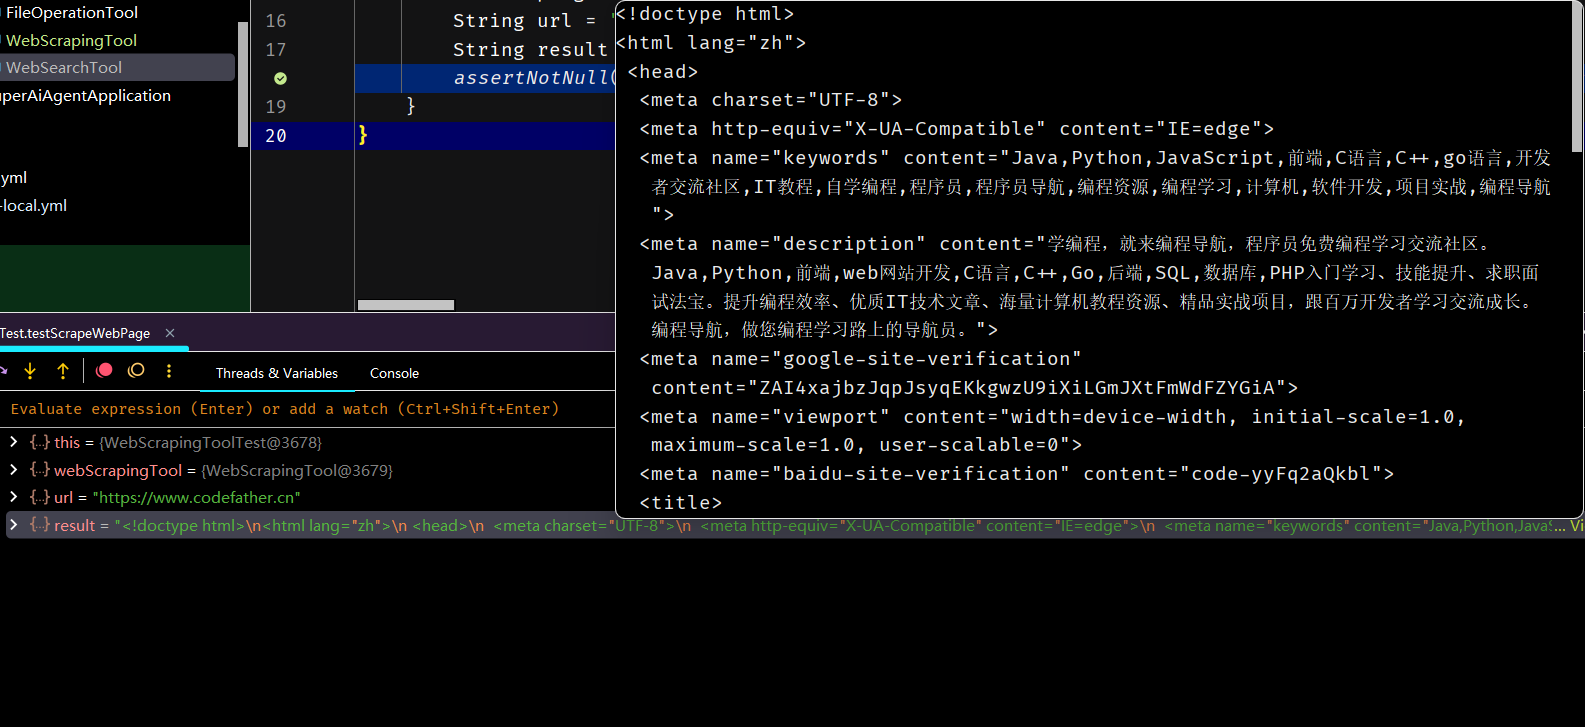 FileOperationTool
WebScrapingTool
WebSearchTool
uperAiAgentApplication
yml
-local.yml
16 String url = "
17 String result
assertNotNull(
19 }
20 }
<!doctype html>
<html lang="zh">
<head>
<meta charset="UTF-8">
<meta http-equiv="X-UA-Compatible" content="IE=edge">
<meta name="keywords" content="Java,Python,JavaScript,前端,C语言,C++,go语言,开发
者交流社区,IT教程,自学编程,程序员,程序员导航,编程资源,编程学习,计算机,软件开发,项目实战,编程导航
">
<meta name="description" content="学编程，就来编程导航，程序员免费编程学习交流社区。
Java,Python,前端,web网站开发,C语言,C++,Go,后端,SQL,数据库,PHP入门学习、技能提升、求职面
试法宝。提升编程效率、优质IT技术文章、海量计算机教程资源、精品实战项目，跟百万开发者学习交流成长。
编程导航，做您编程学习路上的导航员。">
<meta name="google-site-verification"
content="ZAI4xajbzJqpJsyqEKkgwzU9iXiLGmJXtFmWdFZYGiA">
<meta name="viewport" content="width=device-width, initial-scale=1.0,
maximum-scale=1.0, user-scalable=0">
<meta name="baidu-site-verification" content="code-yyFq2aQkbl">
<title>
Test.testScrapeWebPage ×
Threads & Variables Console
Evaluate expression (Enter) or add a watch (Ctrl+Shift+Enter)
{...} this = {WebScrapingToolTest@3678}
{...} webScrapingTool = {WebScrapingTool@3679}
{...} url = "https://www.codefather.cn"
{...} result = "<!doctype html>\n<html lang="zh">\n <head>\n  <meta charset="UTF-8">\n  <meta http-equiv="X-UA-Compatible" content="IE=edge">\n  <meta name="keywords" content="Java,Python,JavaS... Vi